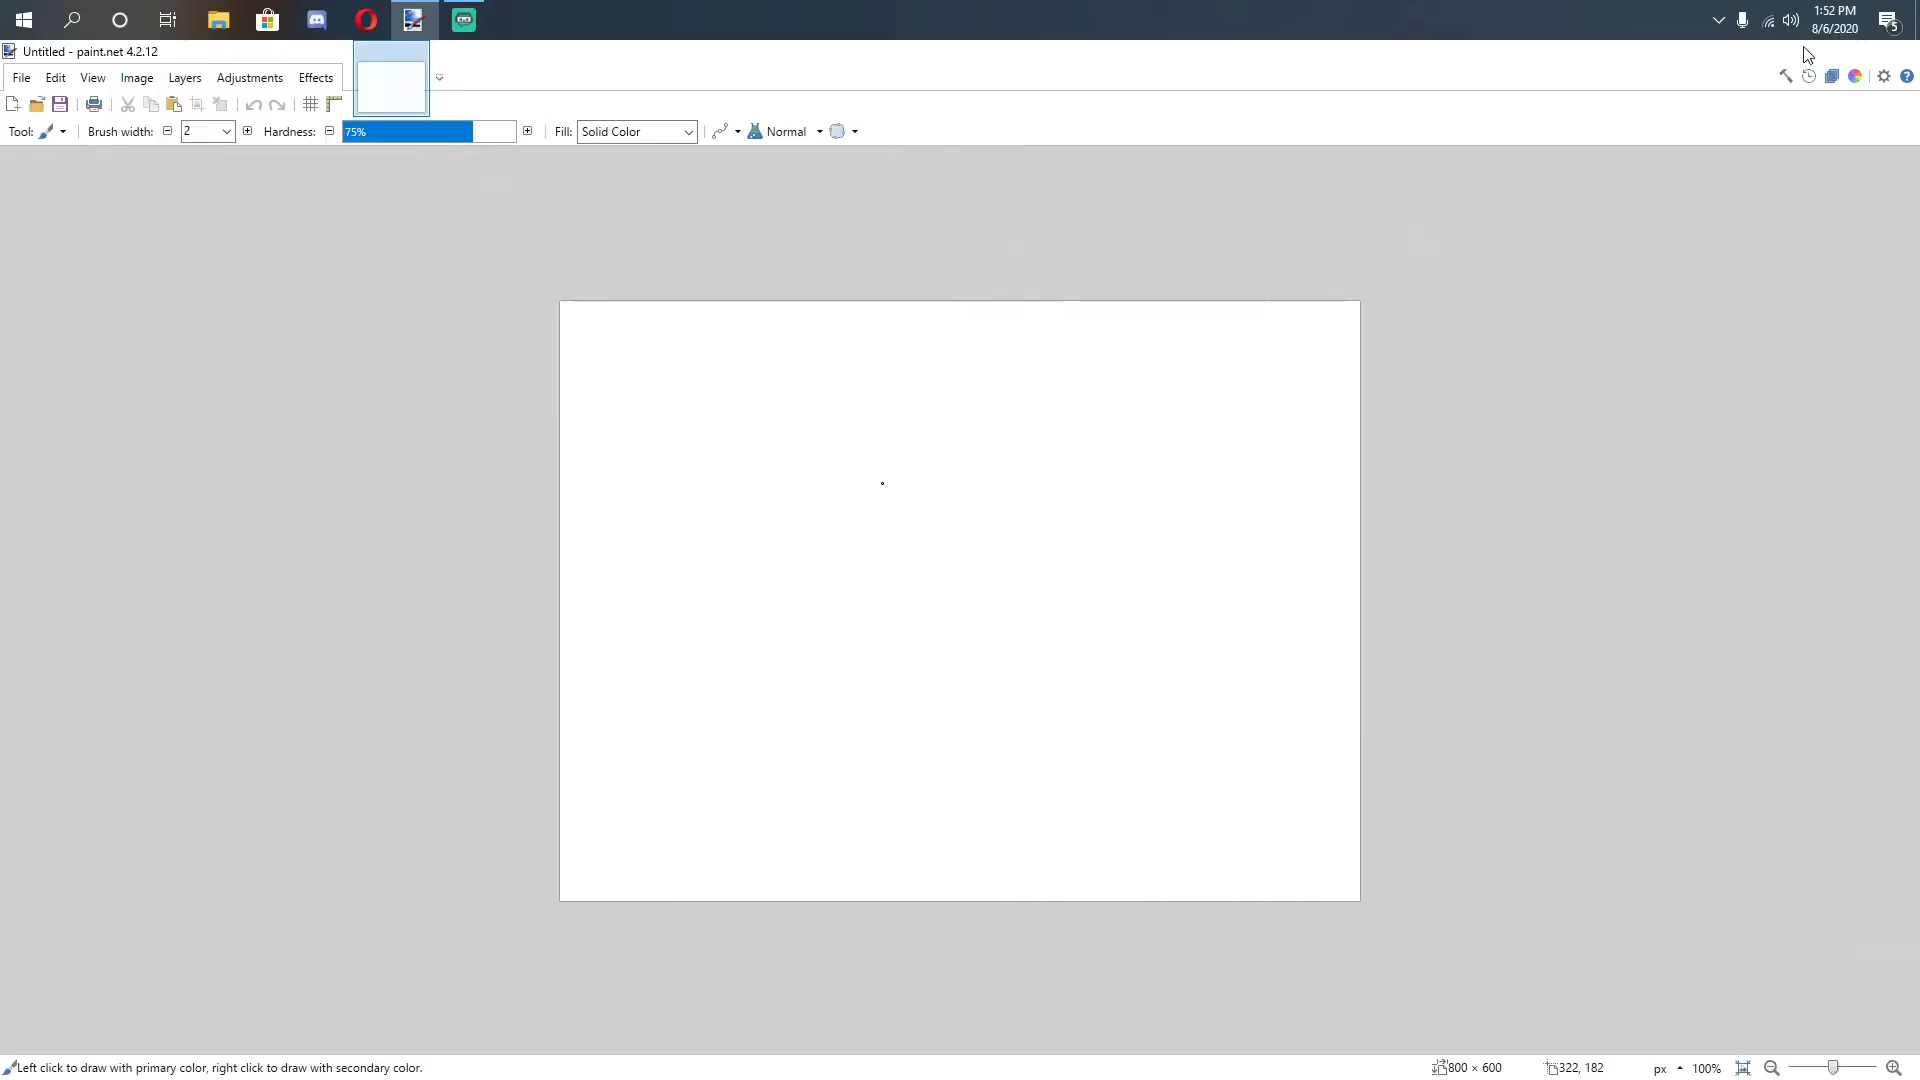 1:52 PM
8/6/2020
5
Untitled - paint.net 4.2.12
File Edit View Image Layers Adjustments Effects
?
Tool: Brush width: 2 Hardness: 75% Fill: Solid Color Normal
Left click to draw with primary color, right click to draw with secondary color. 800 × 600 322, 182 px 100%